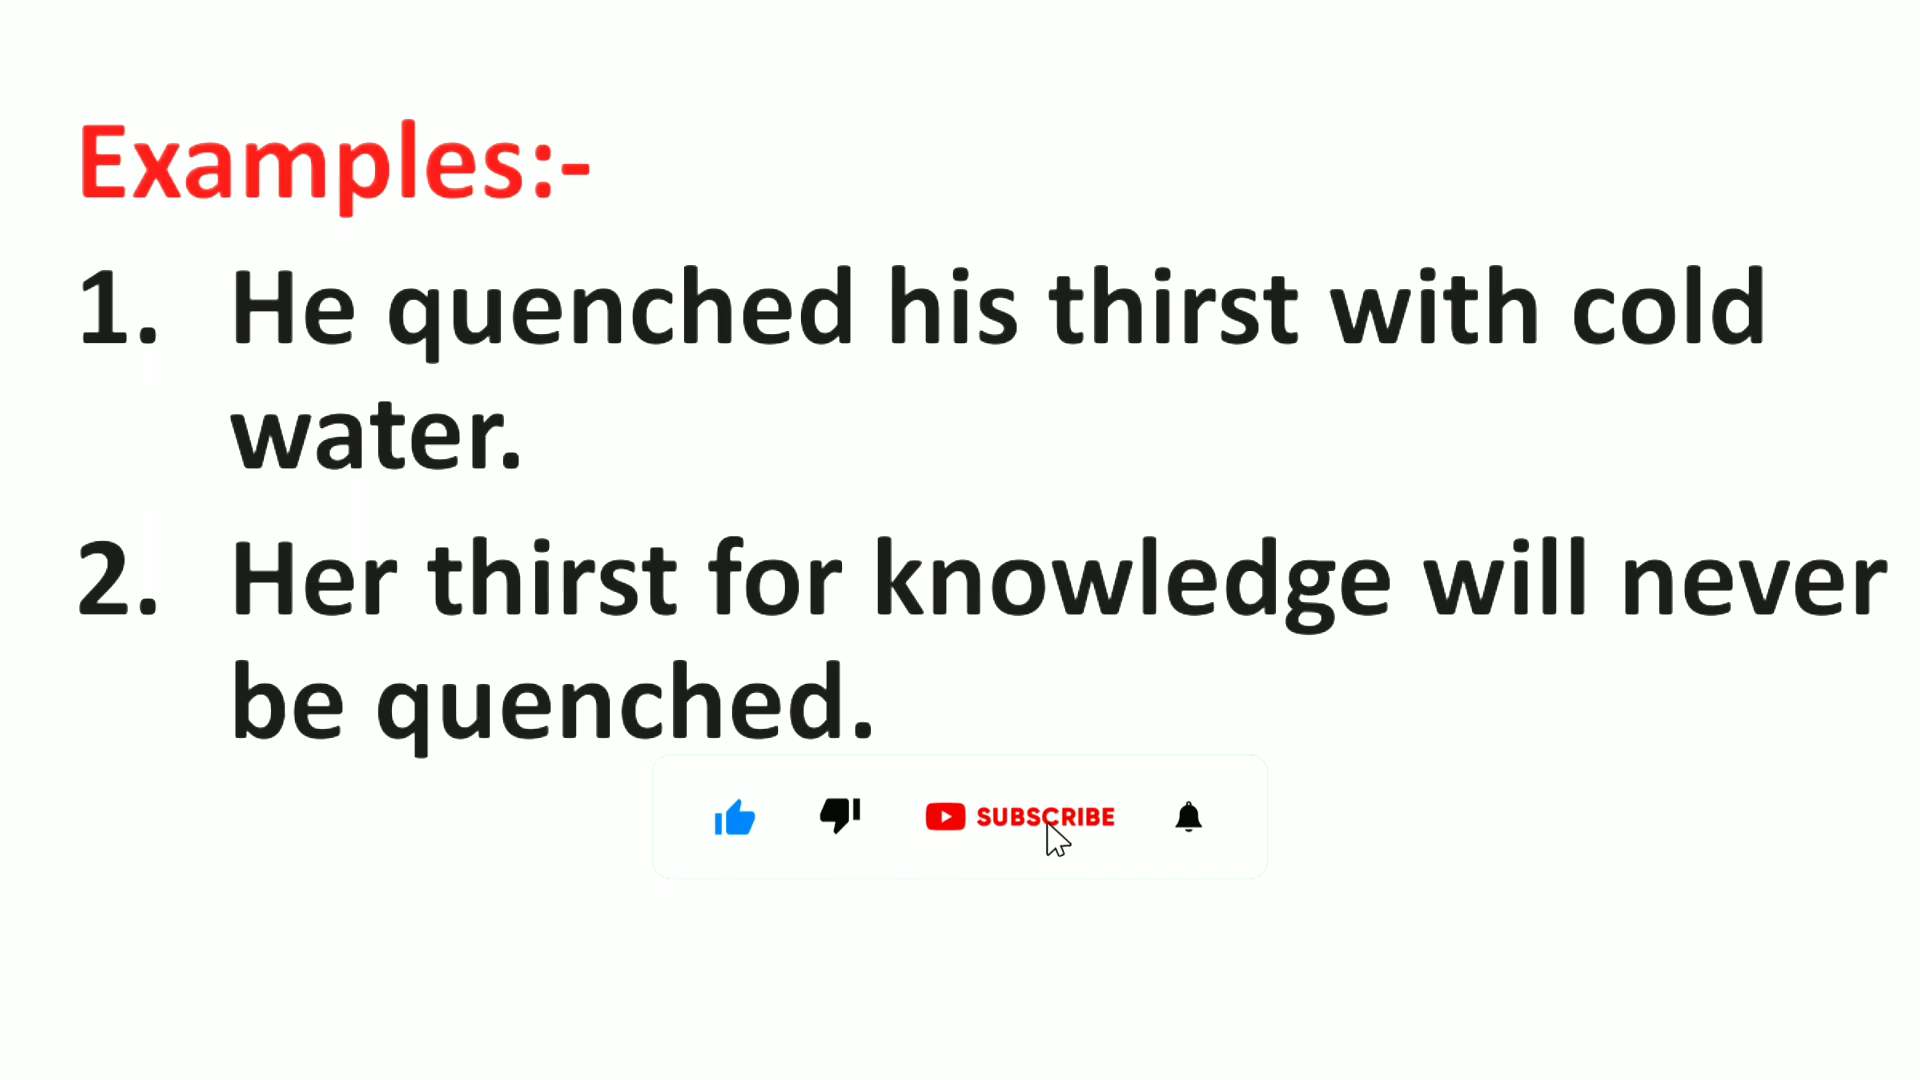 Examples:-
1. He quenched his thirst with cold
water.
2. Her thirst for knowledge will never
be quenched.
SUBSCRIBE